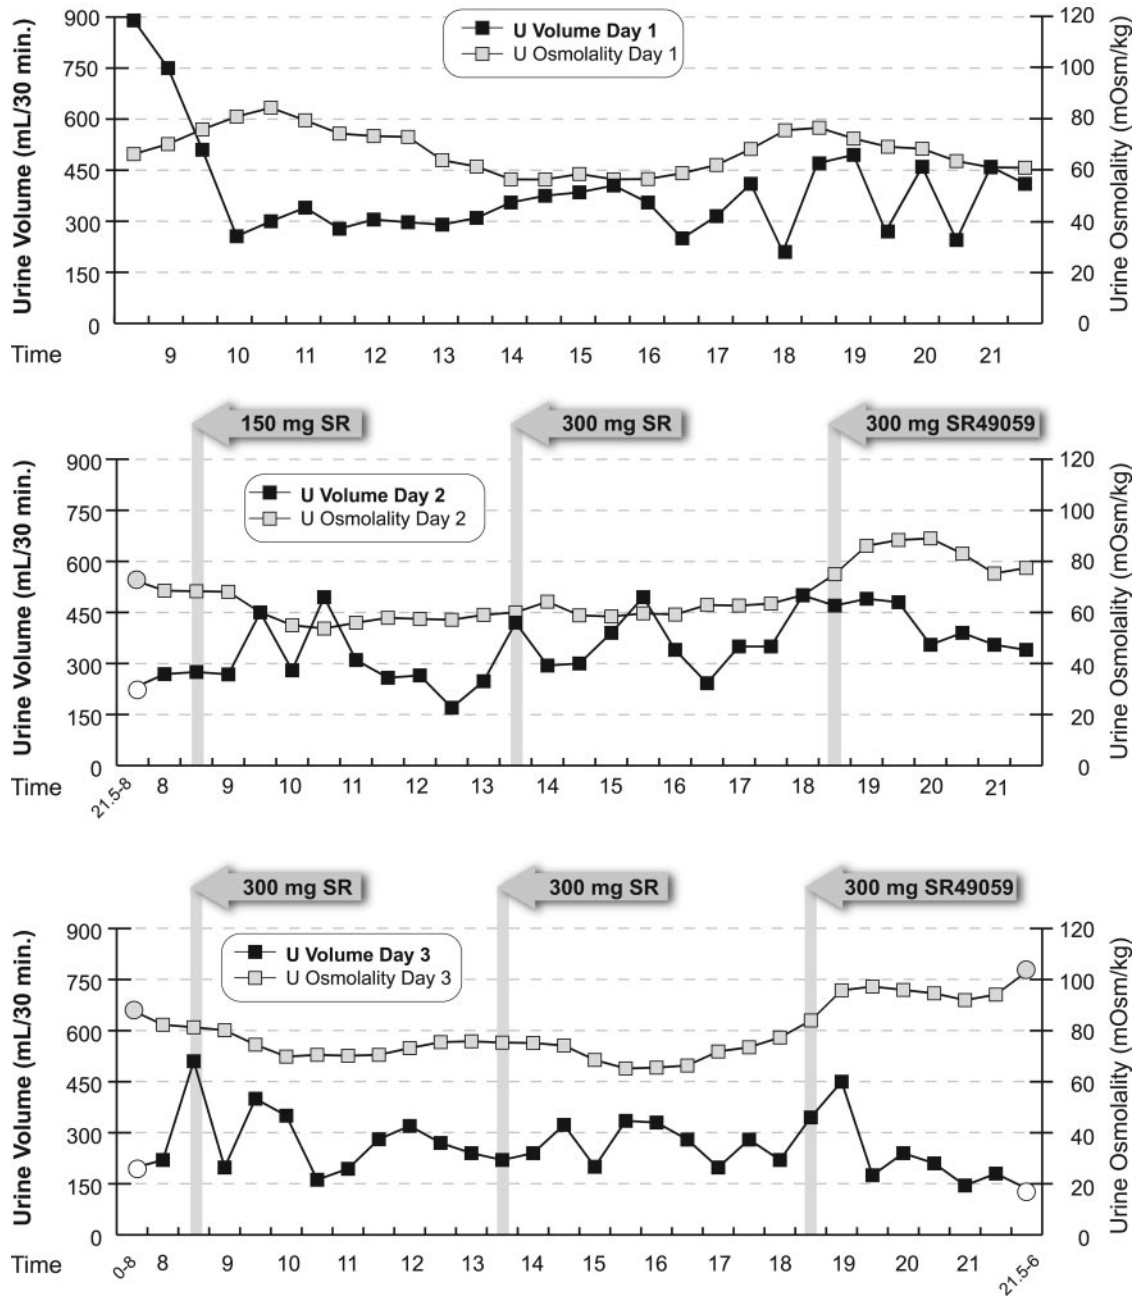 900
750
600
450
300
150
0
Urine Volume (mL/30 min.)
U Volume Day 1
U Osmolality Day 1
120
100
80
60
40
20
0
Urine Osmolality (mOsm/kg)
Time 9 10 11 12 13 14 15 16 17 18 19 20 21
150 mg SR 300 mg SR 300 mg SR49059
900
750
600
450
300
150
0
Urine Volume (mL/30 min.)
U Volume Day 2
U Osmolality Day 2
120
100
80
60
40
20
0
Urine Osmolality (mOsm/kg)
Time 21.5-8 8 9 10 11 12 13 14 15 16 17 18 19 20 21
300 mg SR 300 mg SR 300 mg SR49059
900
750
600
450
300
150
0
Urine Volume (mL/30 min.)
U Volume Day 3
U Osmolality Day 3
120
100
80
60
40
20
0
Urine Osmolality (mOsm/kg)
Time 0-8 8 9 10 11 12 13 14 15 16 17 18 19 20 21 21.5-6